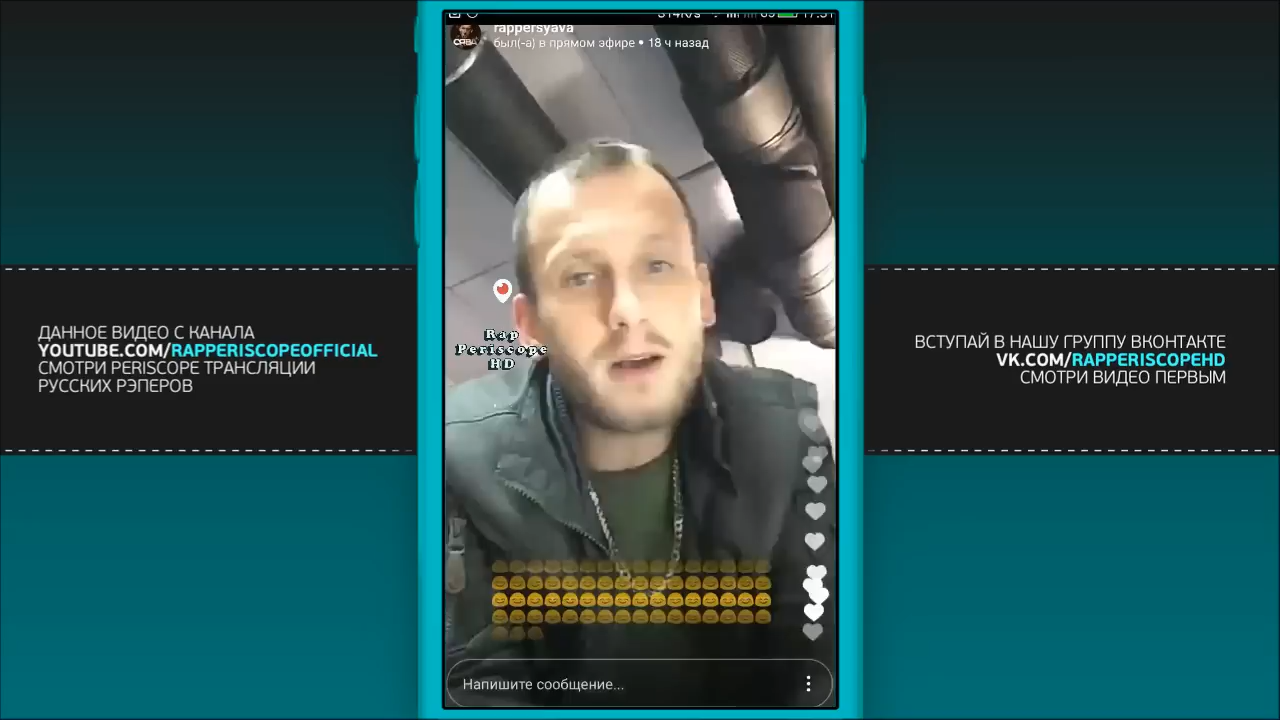 rappersyava
был(-а) в прямом эфире • 18 ч назад
ДАННОЕ ВИДЕО С КАНАЛА
YOUTUBE.COM/RAPPERISCOPEOFFICIAL
СМОТРИ PERISCOPE ТРАНСЛЯЦИИ
РУССКИХ РЭПЕРОВ
Rap
Periscope
HD
ВСТУПАЙ В НАШУ ГРУППУ ВКОНТАКТЕ
VK.COM/RAPPERISCOPEHD
СМОТРИ ВИДЕО ПЕРВЫМ
Напишите сообщение...